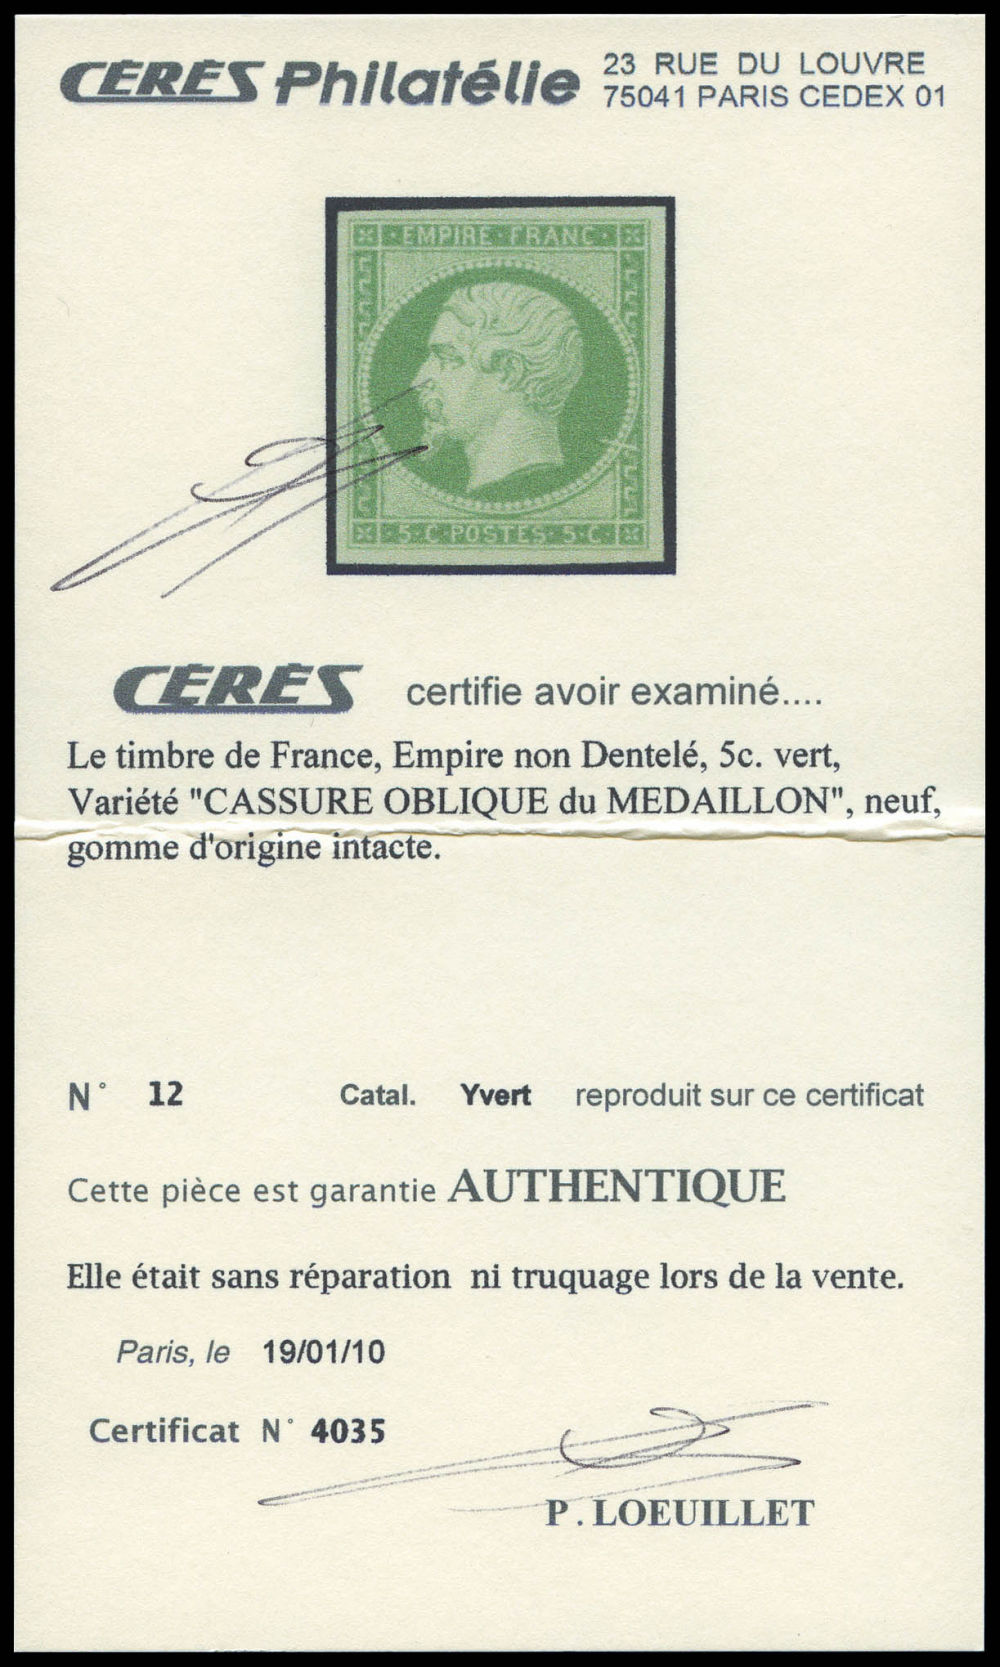 CÉRÈS Philatélie 23 RUE DU LOUVRE
75041 PARIS CEDEX 01
EMPIRE · FRANC ·
5 · C · POSTES · 5 · C ·
CÉRÈS certifie avoir examiné....
Le timbre de France, Empire non Dentelé, 5c. vert,
Variété "CASSURE OBLIQUE du MEDAILLON", neuf,
gomme d'origine intacte.
N° 12 Catal. Yvert reproduit sur ce certificat
Cette pièce est garantie AUTHENTIQUE
Elle était sans réparation ni truquage lors de la vente.
Paris, le 19/01/10
Certificat N° 4035
P. LOEUILLET